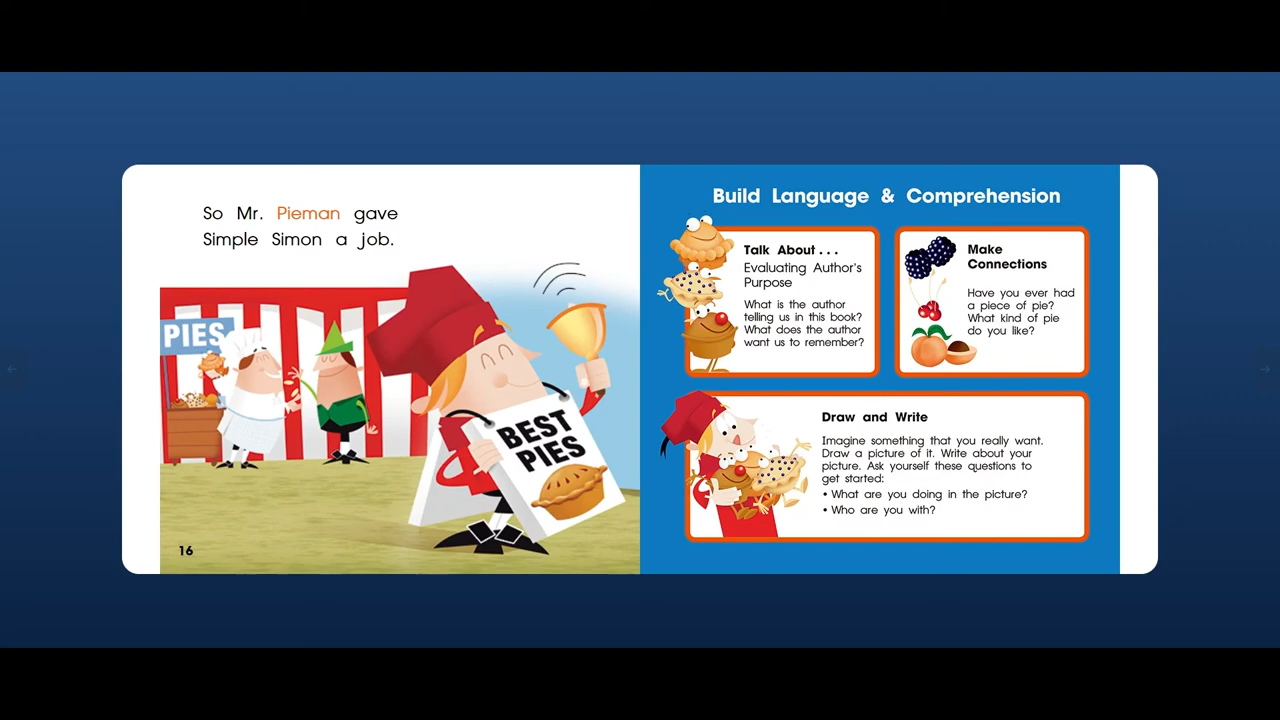 So Mr. Pieman gave
Simple Simon a job.
PIES
BEST
PIES
16
Build Language & Comprehension
Talk About . . .
Evaluating Author's
Purpose
What is the author
telling us in this book?
What does the author
want us to remember?
Make
Connections
Have you ever had
a piece of pie?
What kind of pie
do you like?
Draw and Write
Imagine something that you really want.
Draw a picture of it. Write about your
picture. Ask yourself these questions to
get started:
• What are you doing in the picture?
• Who are you with?